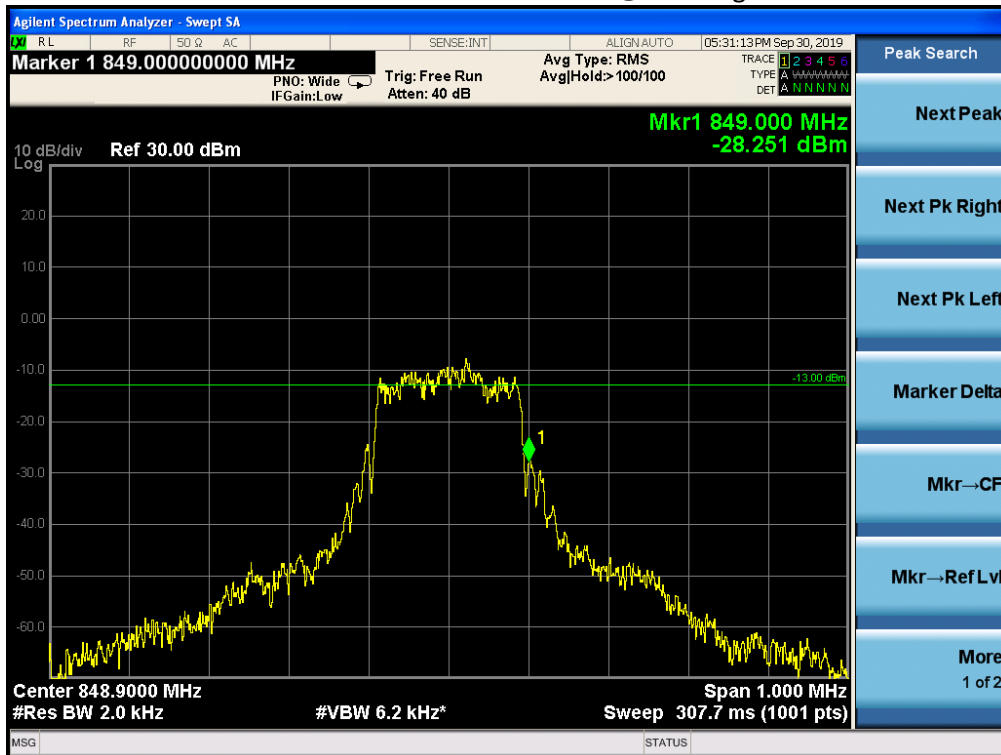 Agilent Spectrum Analyzer - Swept SA
LXI RL RF 50 Ω AC SENSE:INT ALIGN AUTO 05:31:13 PM Sep 30, 2019
Marker 1 849.000000000 MHz
PNO: Wide
IFGain:Low
Trig: Free Run
Atten: 40 dB
Avg Type: RMS
Avg|Hold:> 100/100
TRACE 1 2 3 4 5 6
TYPE A WWWWWW
DET A N N N N N
Mkr1 849.000 MHz
-28.251 dBm
10 dB/div Ref 30.00 dBm
Log
20.0
10.0
0.00
-10.0
-13.00 dBm
-20.0
1
-30.0
-40.0
-50.0
-60.0
Center 848.9000 MHz Span 1.000 MHz
#Res BW 2.0 kHz #VBW 6.2 kHz* Sweep 307.7 ms (1001 pts)
MSG STATUS
Peak Search
Next Peak
Next Pk Right
Next Pk Left
Marker Delta
Mkr→CF
Mkr→Ref Lvl
More
1 of 2